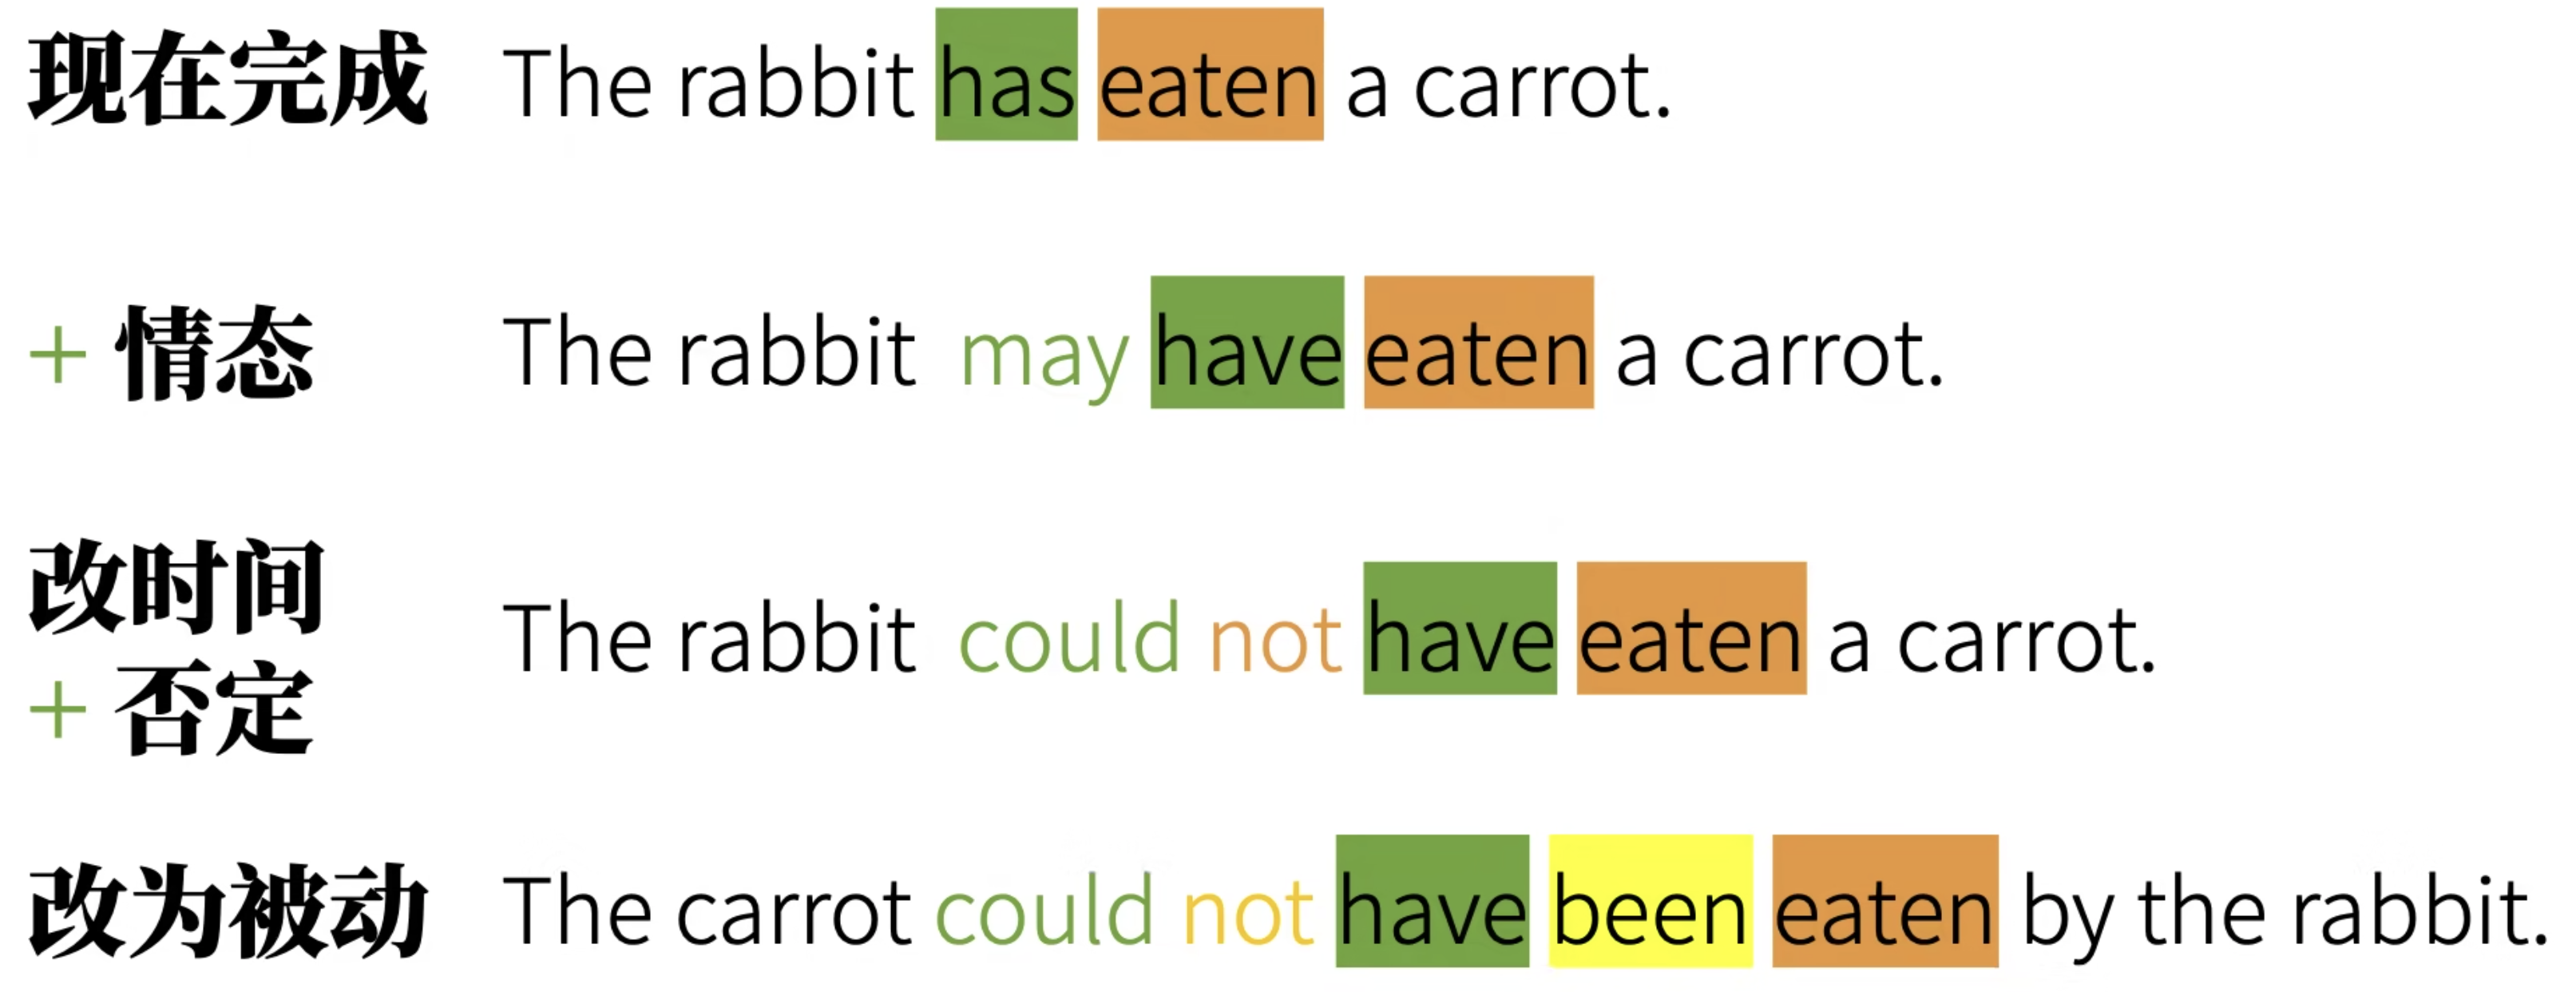 现在完成 The rabbit has eaten a carrot.
+ 情态 The rabbit may have eaten a carrot.
改时间
+ 否定 The rabbit could not have eaten a carrot.
改为被动 The carrot could not have been eaten by the rabbit.